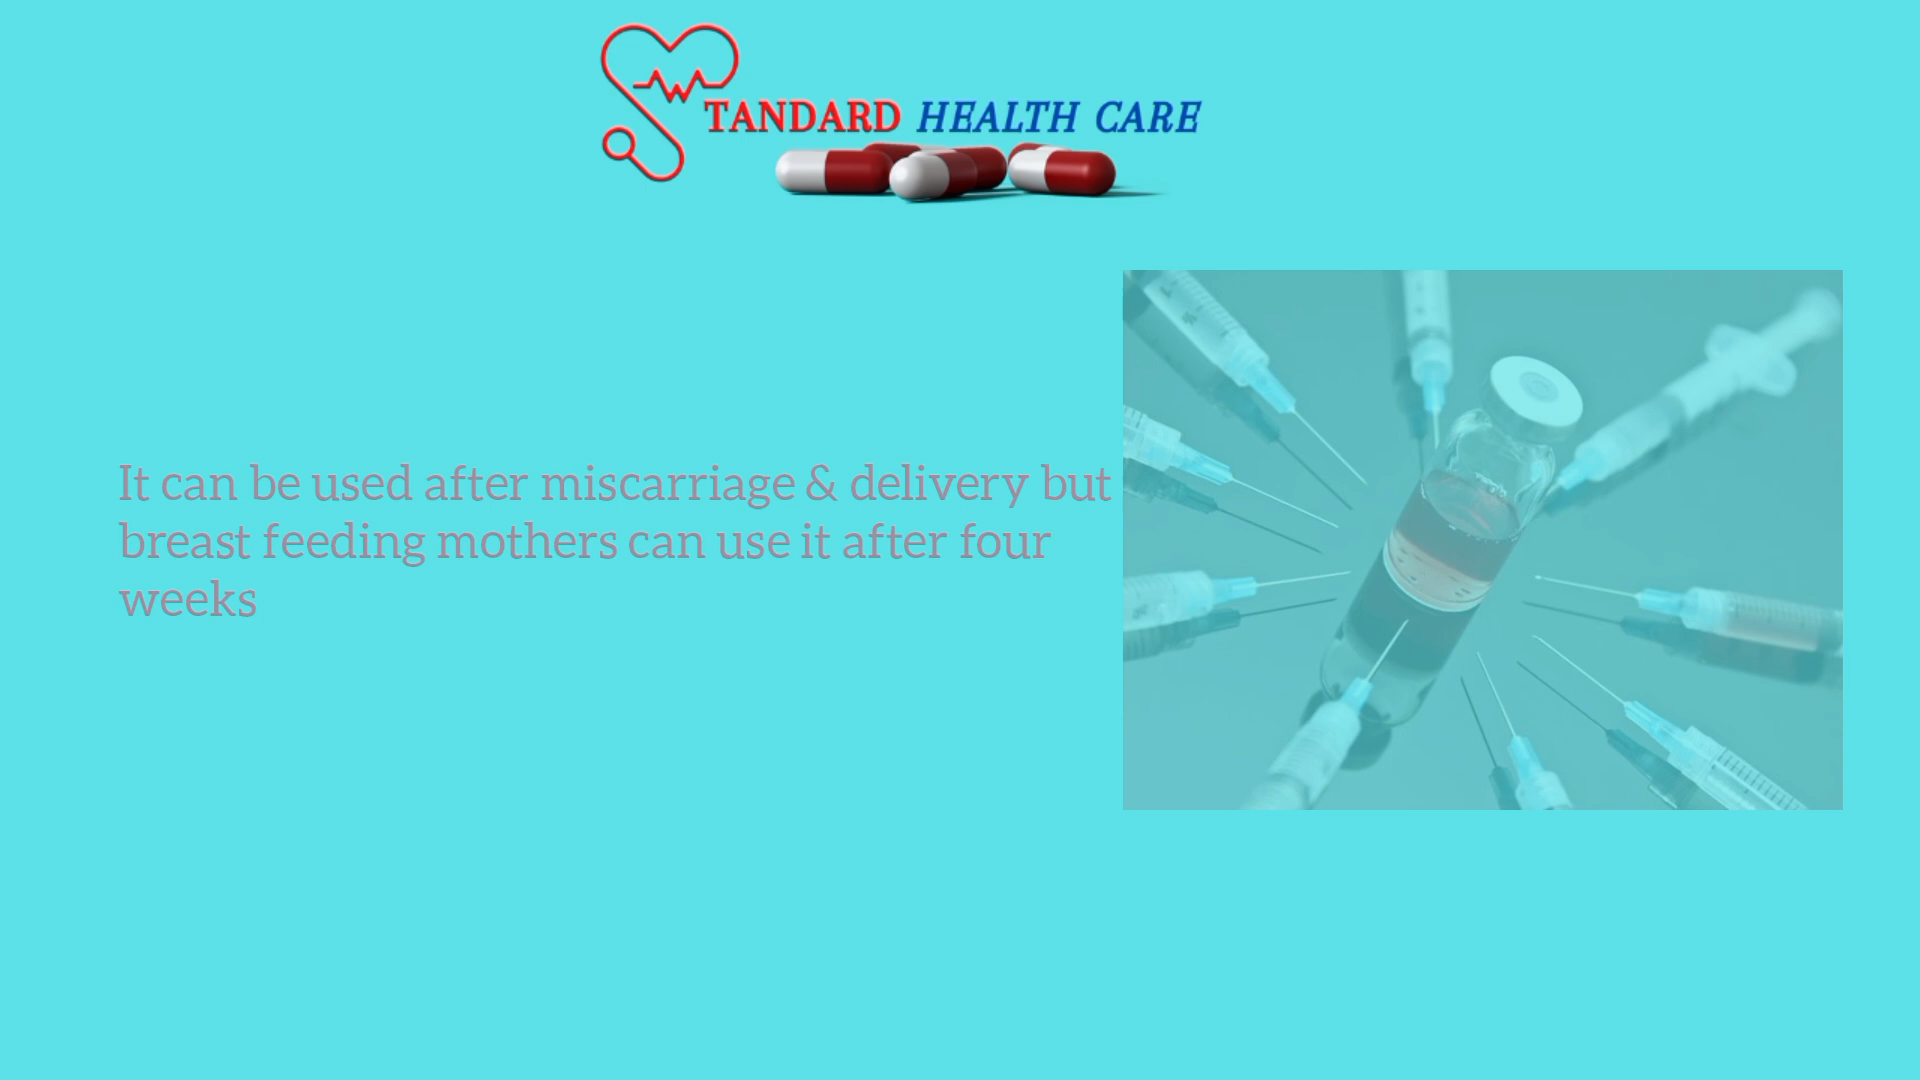 TANDARD HEALTH CARE
It can be used after miscarriage & delivery but
breast feeding mothers can use it after four
weeks